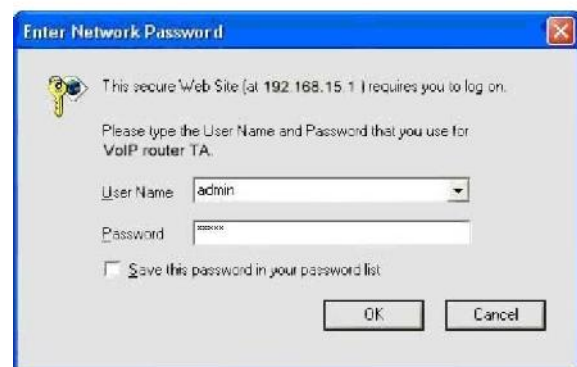 Enter Network Password
This secure Web Site (at 192.168.15.1 ) requires you to log on.
Please type the User Name and Password that you use for
VoIP router TA.
User Name admin
Password
Save this password in your password list
OK Cancel